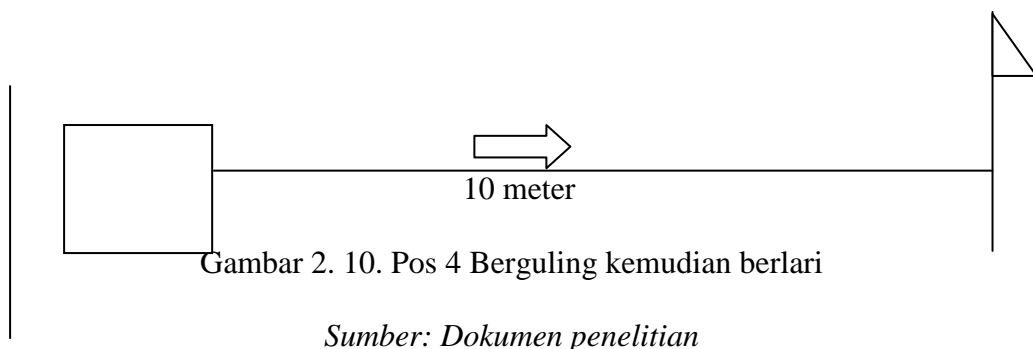 10 meter
Gambar 2. 10. Pos 4 Berguling kemudian berlari
Sumber: Dokumen penelitian